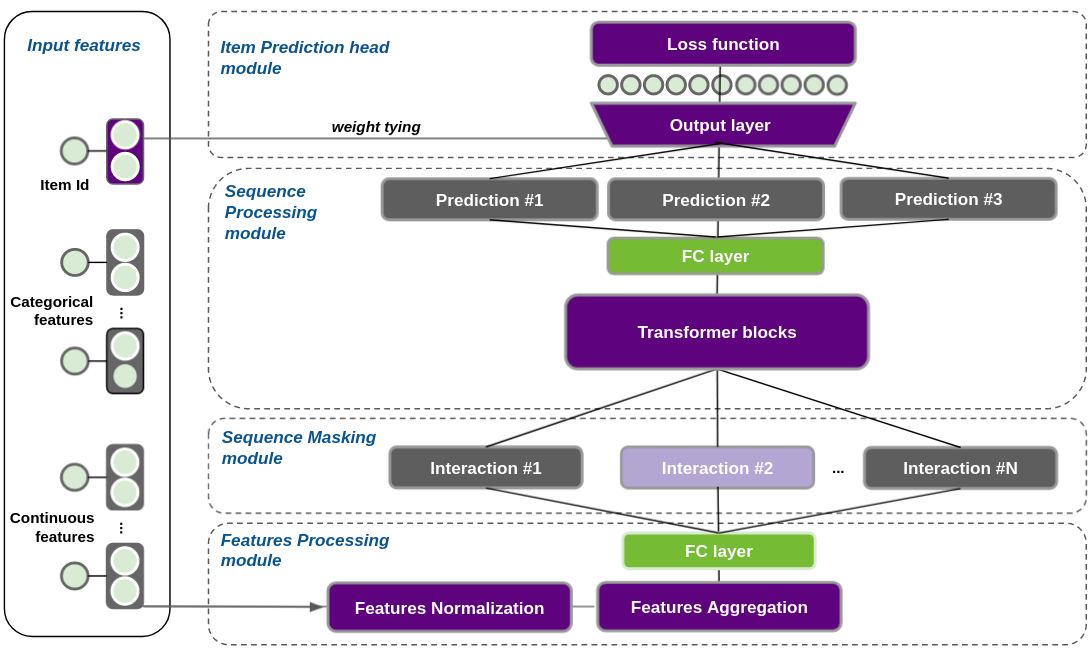 Input features
Item Id
Categorical
features
...
Continuous
features
...
Item Prediction head
module
Loss function
weight tying
Output layer
Sequence
Processing
module
Prediction #1
Prediction #2
Prediction #3
FC layer
Transformer blocks
Sequence Masking
module
Interaction #1
Interaction #2
...
Interaction #N
Features Processing
module
FC layer
Features Normalization
Features Aggregation